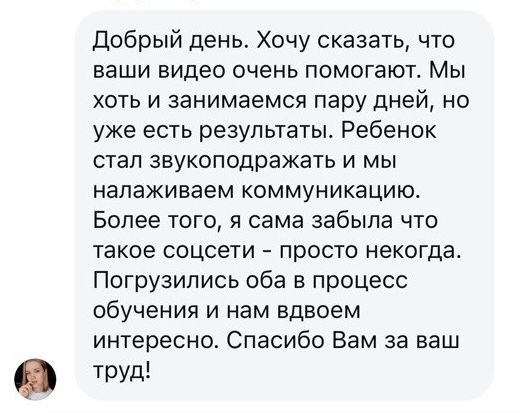 Добрый день. Хочу сказать, что
ваши видео очень помогают. Мы
хоть и занимаемся пару дней, но
уже есть результаты. Ребенок
стал звукоподражать и мы
налаживаем коммуникацию.
Более того, я сама забыла что
такое соцсети - просто некогда.
Погрузились оба в процесс
обучения и нам вдвоем
интересно. Спасибо Вам за ваш
труд!